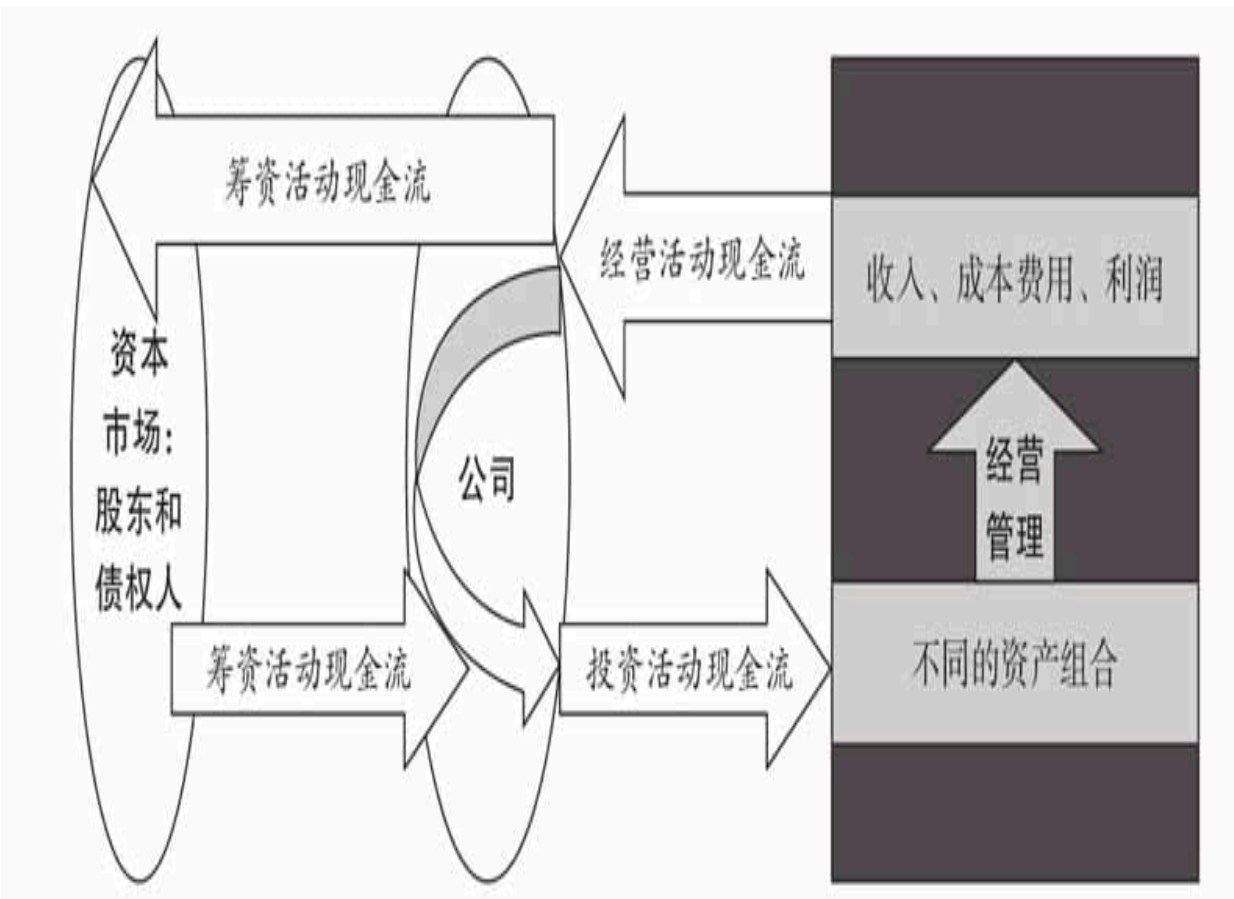 筹资活动现金流
经营活动现金流
收入、成本费用、利润
资本
市场：
股东和
债权人
公司
经营
管理
筹资活动现金流
投资活动现金流
不同的资产组合